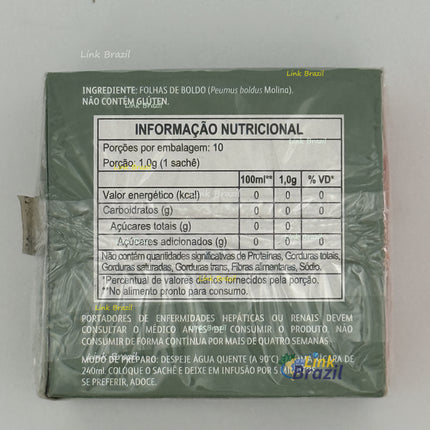 Link Brazil
Link Brazil
INGREDIENTE: FOLHAS DE BOLDO (Peumus boldus Molina).
NÃO CONTÉM GLÚTEN.
INFORMAÇÃO NUTRICIONAL
Porções por embalagem: 10
Porção: 1,0g (1 sachê)
100ml** 1,0g % VD*
Valor energético (kcal) 0 0 0
Carboidratos (g) 0 0 0
Açúcares totais (g) 0 0
Açúcares adicionados (g) 0 0 0
Não contém quantidades significativas de Proteínas, Gorduras totais,
Gorduras saturadas, Gorduras trans, Fibras alimentares, Sódio.
*Percentual de valores diários fornecidos pela porção.
**No alimento pronto para consumo.
Link Brazil
PORTADORES DE ENFERMIDADES HEPÁTICAS OU RENAIS DEVEM
CONSULTAR O MÉDICO ANTES DE CONSUMIR O PRODUTO. NÃO
CONSUMIR DE FORMA CONTÍNUA POR MAIS DE QUATRO SEMANAS.
MODO DE PREPARO: DESPEJE ÁGUA QUENTE (A 90°C) XÍCARA DE
240ml. COLOQUE O SACHÊ E DEIXE EM INFUSÃO POR 5 MIN
SE PREFERIR, ADOCE.
Link
Brazil